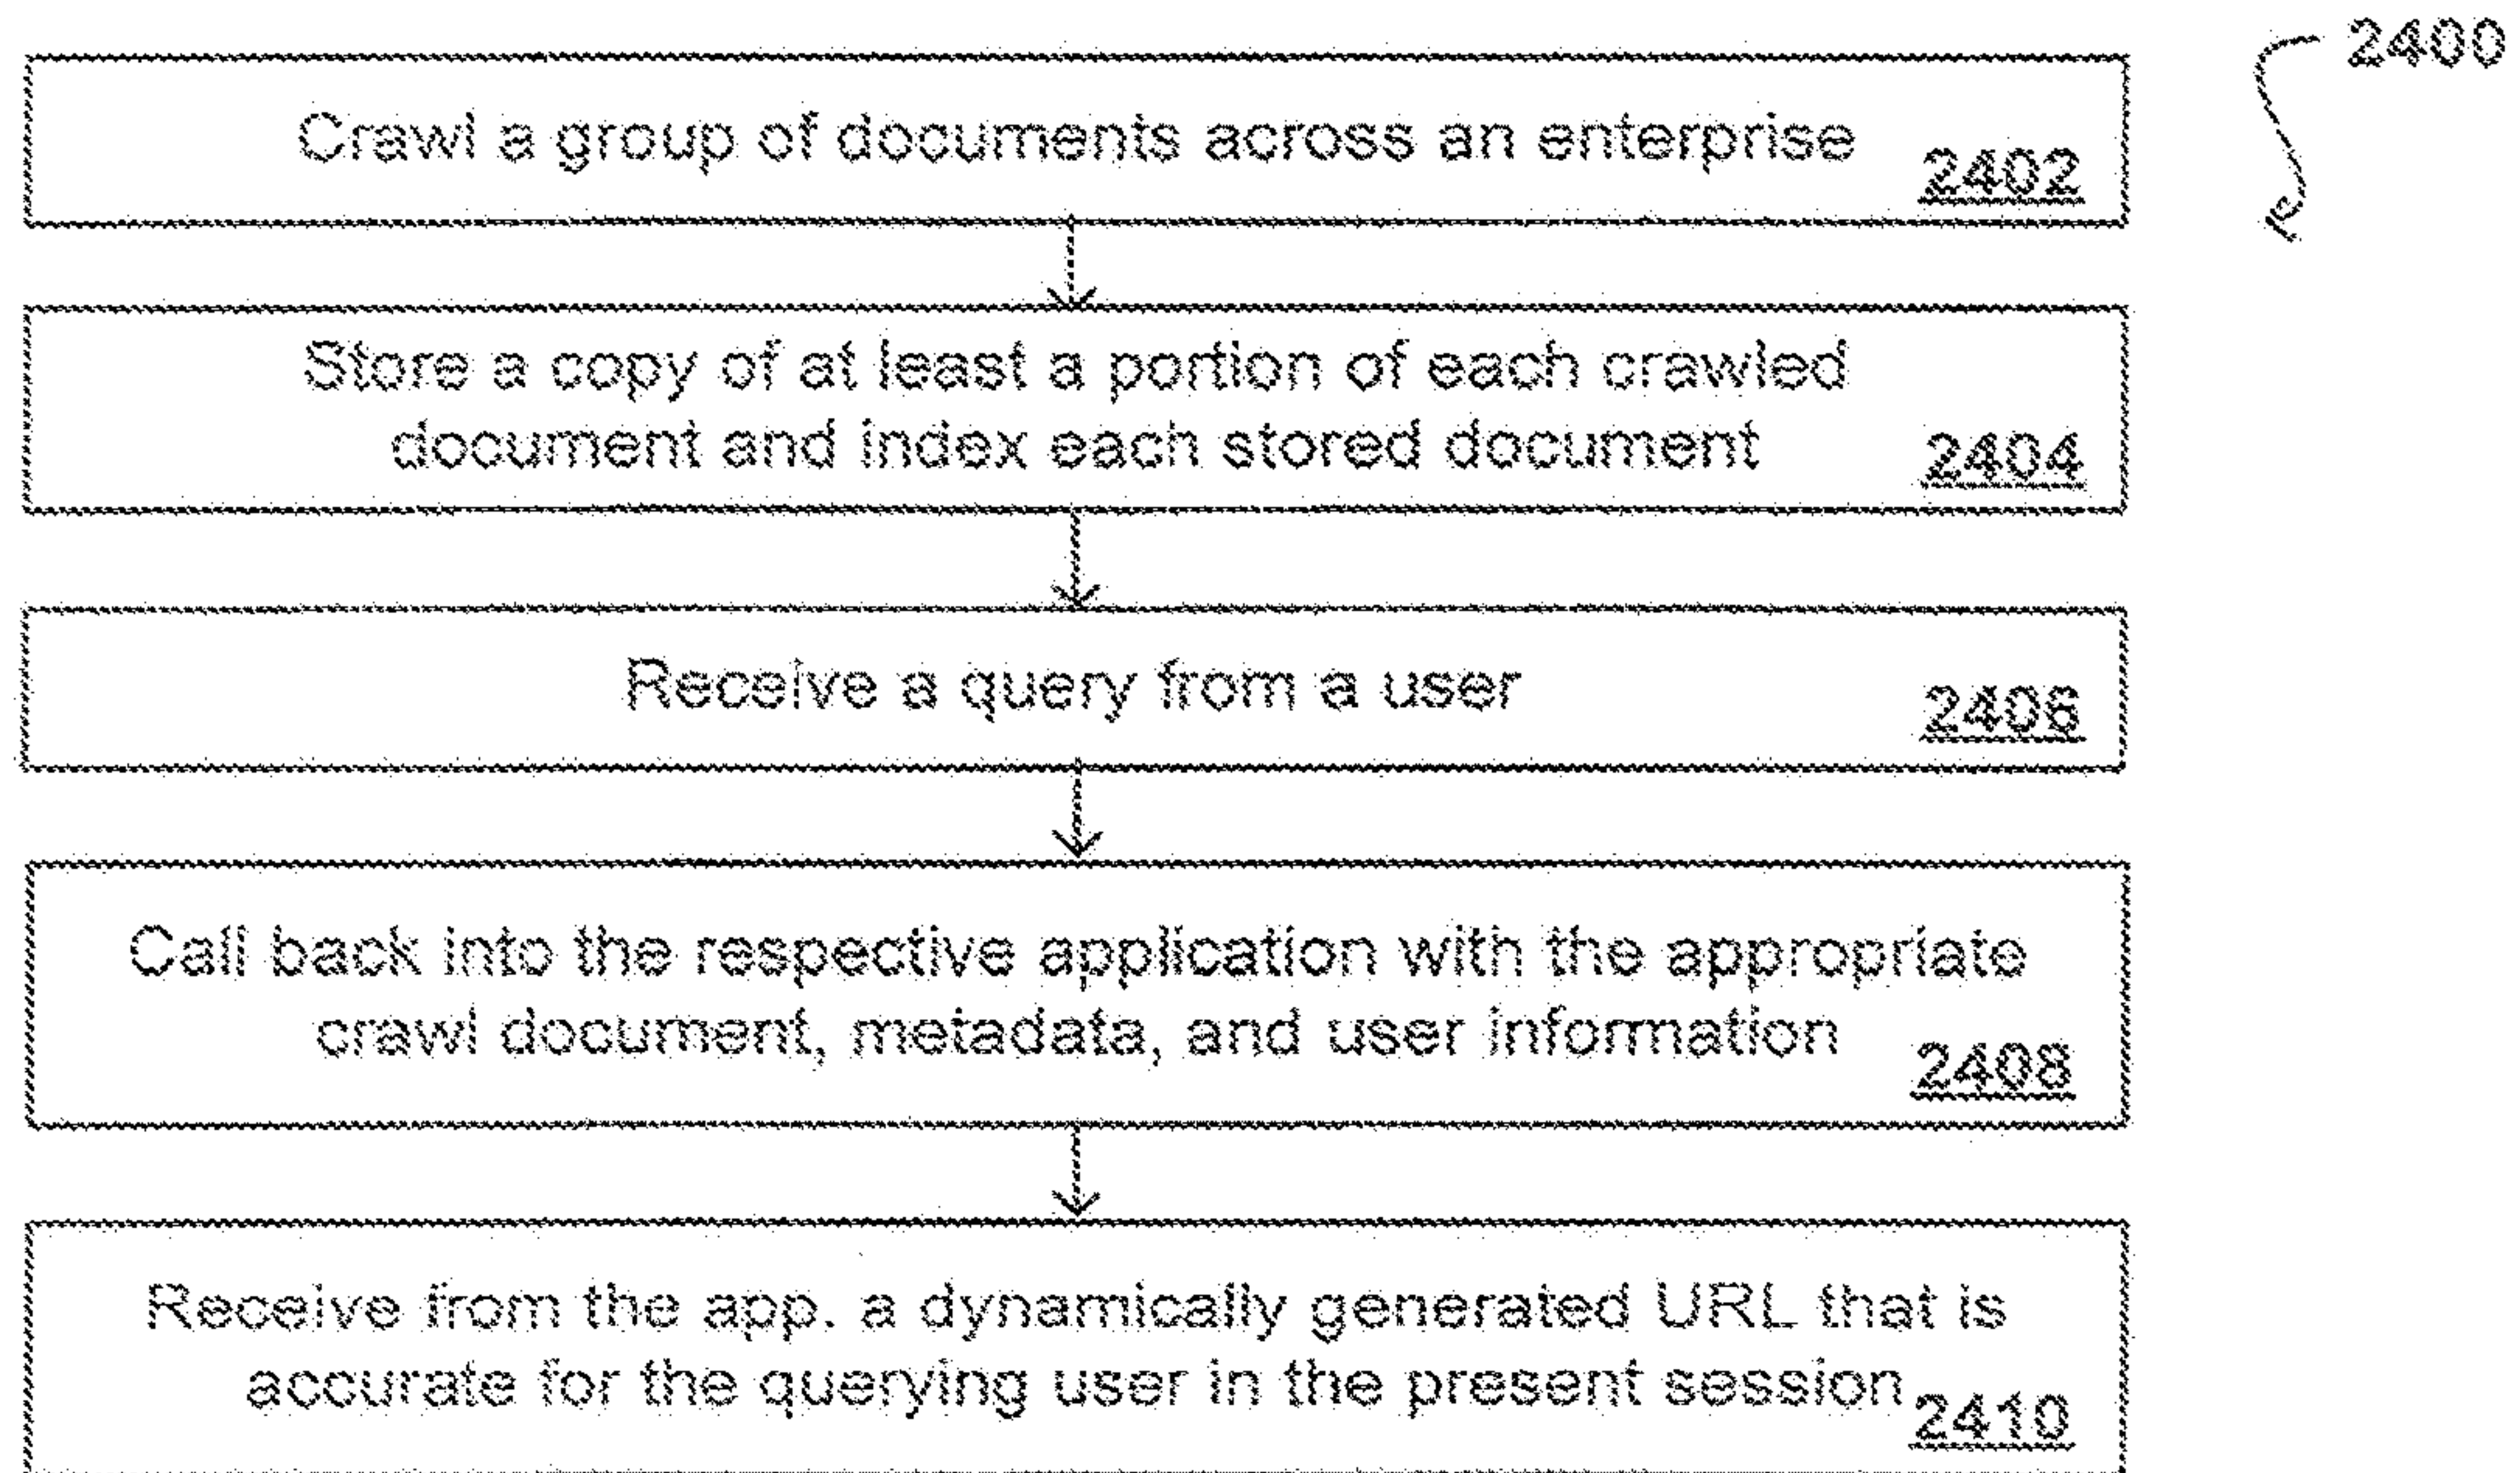 2400
Crawl a group of documents across an enterprise
2402
Store a copy of at least a portion of each crawled
document and index each stored document
2404
Receive a query from a user
2406
Call back into the respective application with the appropriate
crawl document, metadata, and user information
2408
Receive from the app. a dynamically generated URL that is
accurate for the querying user in the present session
2410